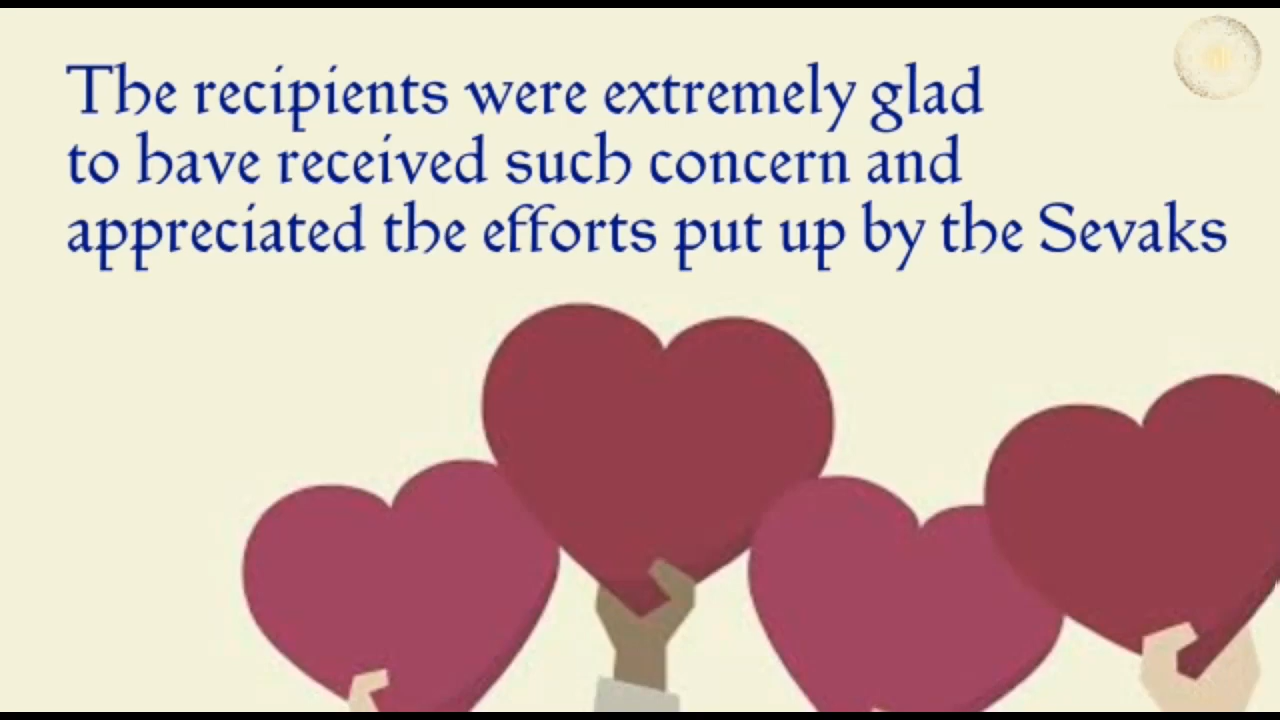 The recipients were extremely glad
to have received such concern and
appreciated the efforts put up by the Sevaks